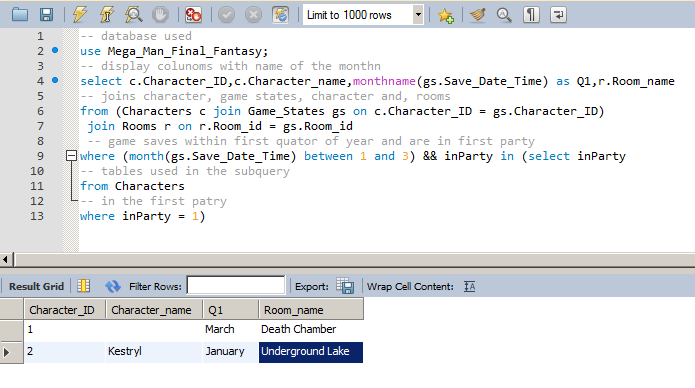 Limit to 1000 rows
1 -- database used
2 use Mega_Man_Final_Fantasy;
3 -- display colunoms with name of the monthn
4 select c.Character_ID,c.Character_name,monthname(gs.Save_Date_Time) as Q1,r.Room_name
5 -- joins character, game states, character and, rooms
6 from (Characters c join Game_States gs on c.Character_ID = gs.Character_ID)
7 join Rooms r on r.Room_id = gs.Room_id
8 -- game saves within first quator of year and are in first party
9 where (month(gs.Save_Date_Time) between 1 and 3) && inParty in (select inParty
10 -- tables used in the subquery
11 from Characters
12 -- in the first patry
13 where inParty = 1)
Result Grid Filter Rows: Export: Wrap Cell Content: IA
Character_ID Character_name Q1 Room_name
1 March Death Chamber
2 Kestryl January Underground Lake